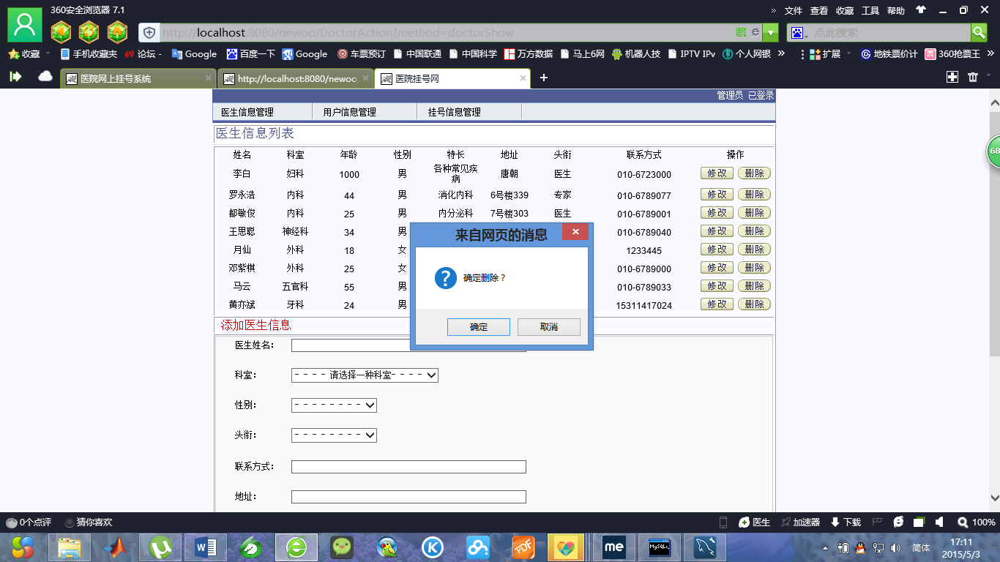 360安全浏览器 7.1
» 文件 查看 收藏 工具 帮助
http://localhost:8080/newoo/DoctorAction?method=doctorShow
点此搜索
收藏 手机收藏夹 论坛 - Google 百度一下 Google 车票预订 中国联通 中国科学 万方数据 马上6网 机器人技 IPTV IPv 个人网银 » 扩展 地铁票价计 360抢票王 »
医院网上挂号系统 http://localhost:8080/newoo, 医院挂号网
管理员 已登录
医生信息管理 用户信息管理 挂号信息管理
医生信息列表
姓名 科室 年龄 性别 特长 地址 头衔 联系方式 操作
李白 妇科 1000 男 各种常见疾病 唐朝 医生 010-6723000 修改 删除
罗永浩 内科 44 男 消化内科 6号楼339 专家 010-6789077 修改 删除
都敏俊 内科 25 男 内分泌科 7号楼303 医生 010-6789001 修改 删除
王思聪 神经科 34 男 010-6789040 修改 删除
月仙 外科 18 女 1233445 修改 删除
邓紫祺 外科 25 女 010-6789000 修改 删除
马云 五官科 55 男 010-6789033 修改 删除
黄亦斌 牙科 24 男 15311417024 修改 删除
来自网页的消息
确定删除？
确定 取消
添加医生信息
医生姓名：
科室： - - - - 请选择一种科室- - - -
性别： - - - - - - - - -
头衔： - - - - - - - - -
联系方式：
地址：
0个点评 猜你喜欢 医生 加速器 下载 100%
W PDF me MySQL 简体 17:11
2015/5/3